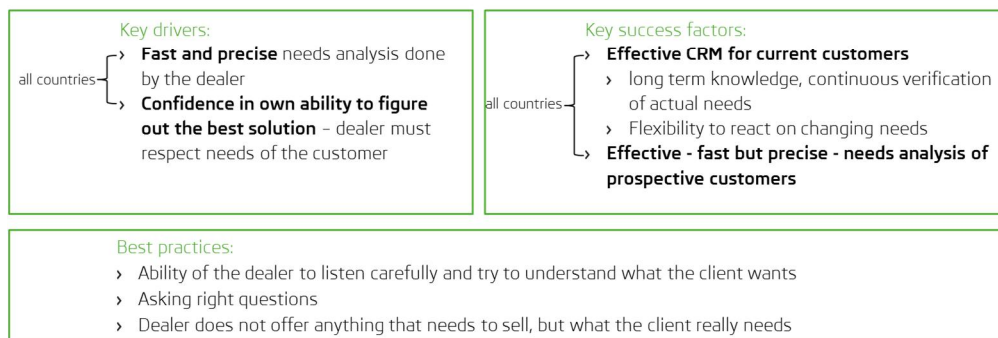 Key drivers:
all countries
› Fast and precise needs analysis done
by the dealer
› Confidence in own ability to figure
out the best solution – dealer must
respect needs of the customer
Key success factors:
all countries
› Effective CRM for current customers
› long term knowledge, continuous verification
of actual needs
› Flexibility to react on changing needs
› Effective - fast but precise - needs analysis of
prospective customers
Best practices:
› Ability of the dealer to listen carefully and try to understand what the client wants
› Asking right questions
› Dealer does not offer anything that needs to sell, but what the client really needs